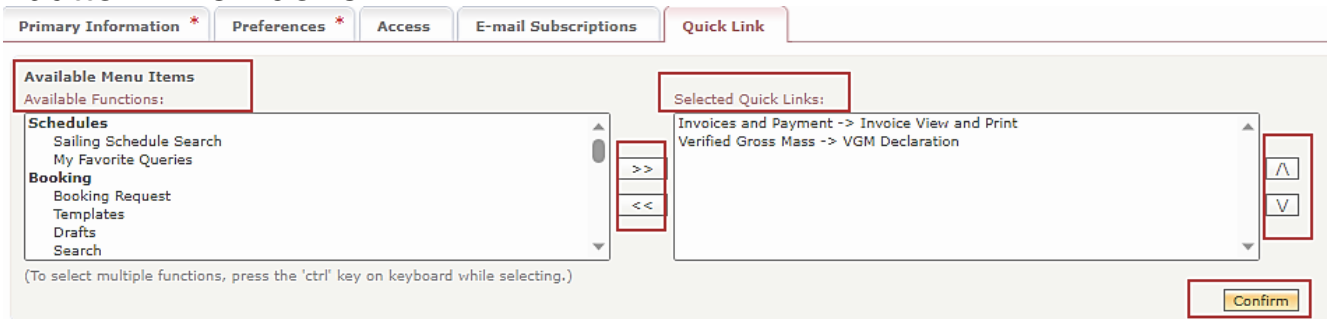 Primary Information * Preferences * Access E-mail Subscriptions Quick Link
Available Menu Items
Available Functions:
Schedules
Sailing Schedule Search
My Favorite Queries
Booking
Booking Request
Templates
Drafts
Search
(To select multiple functions, press the 'ctrl' key on keyboard while selecting.)
>>
<<
Selected Quick Links:
Invoices and Payment -> Invoice View and Print
Verified Gross Mass -> VGM Declaration
/\
\/
Confirm